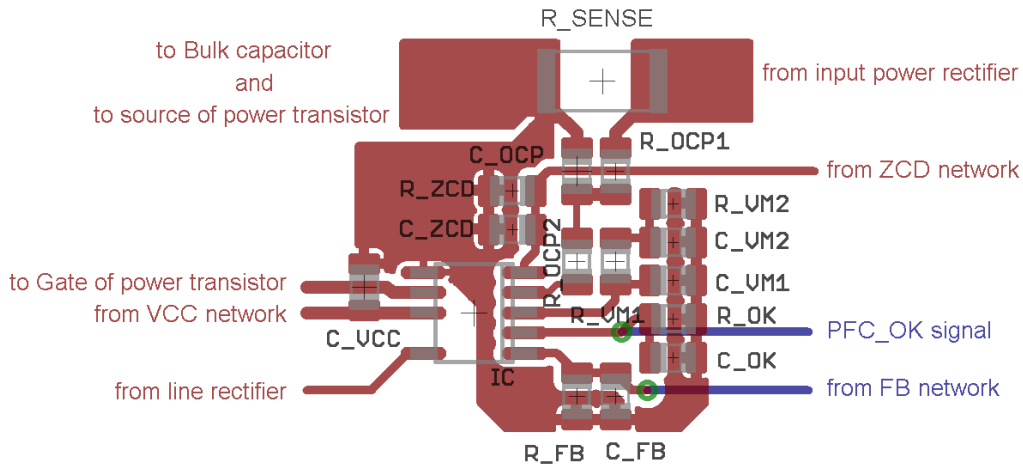 R_SENSE
to Bulk capacitor
and
to source of power transistor
from input power rectifier
C_OCP
R_OCP1
R_ZCD
from ZCD network
C_ZCD
R_OCP2
R_VM2
C_VM2
to Gate of power transistor
C_VM1
from VCC network
R_VM1
R_OK
C_VCC
PFC_OK signal
C_OK
IC
from line rectifier
from FB network
R_FB
C_FB